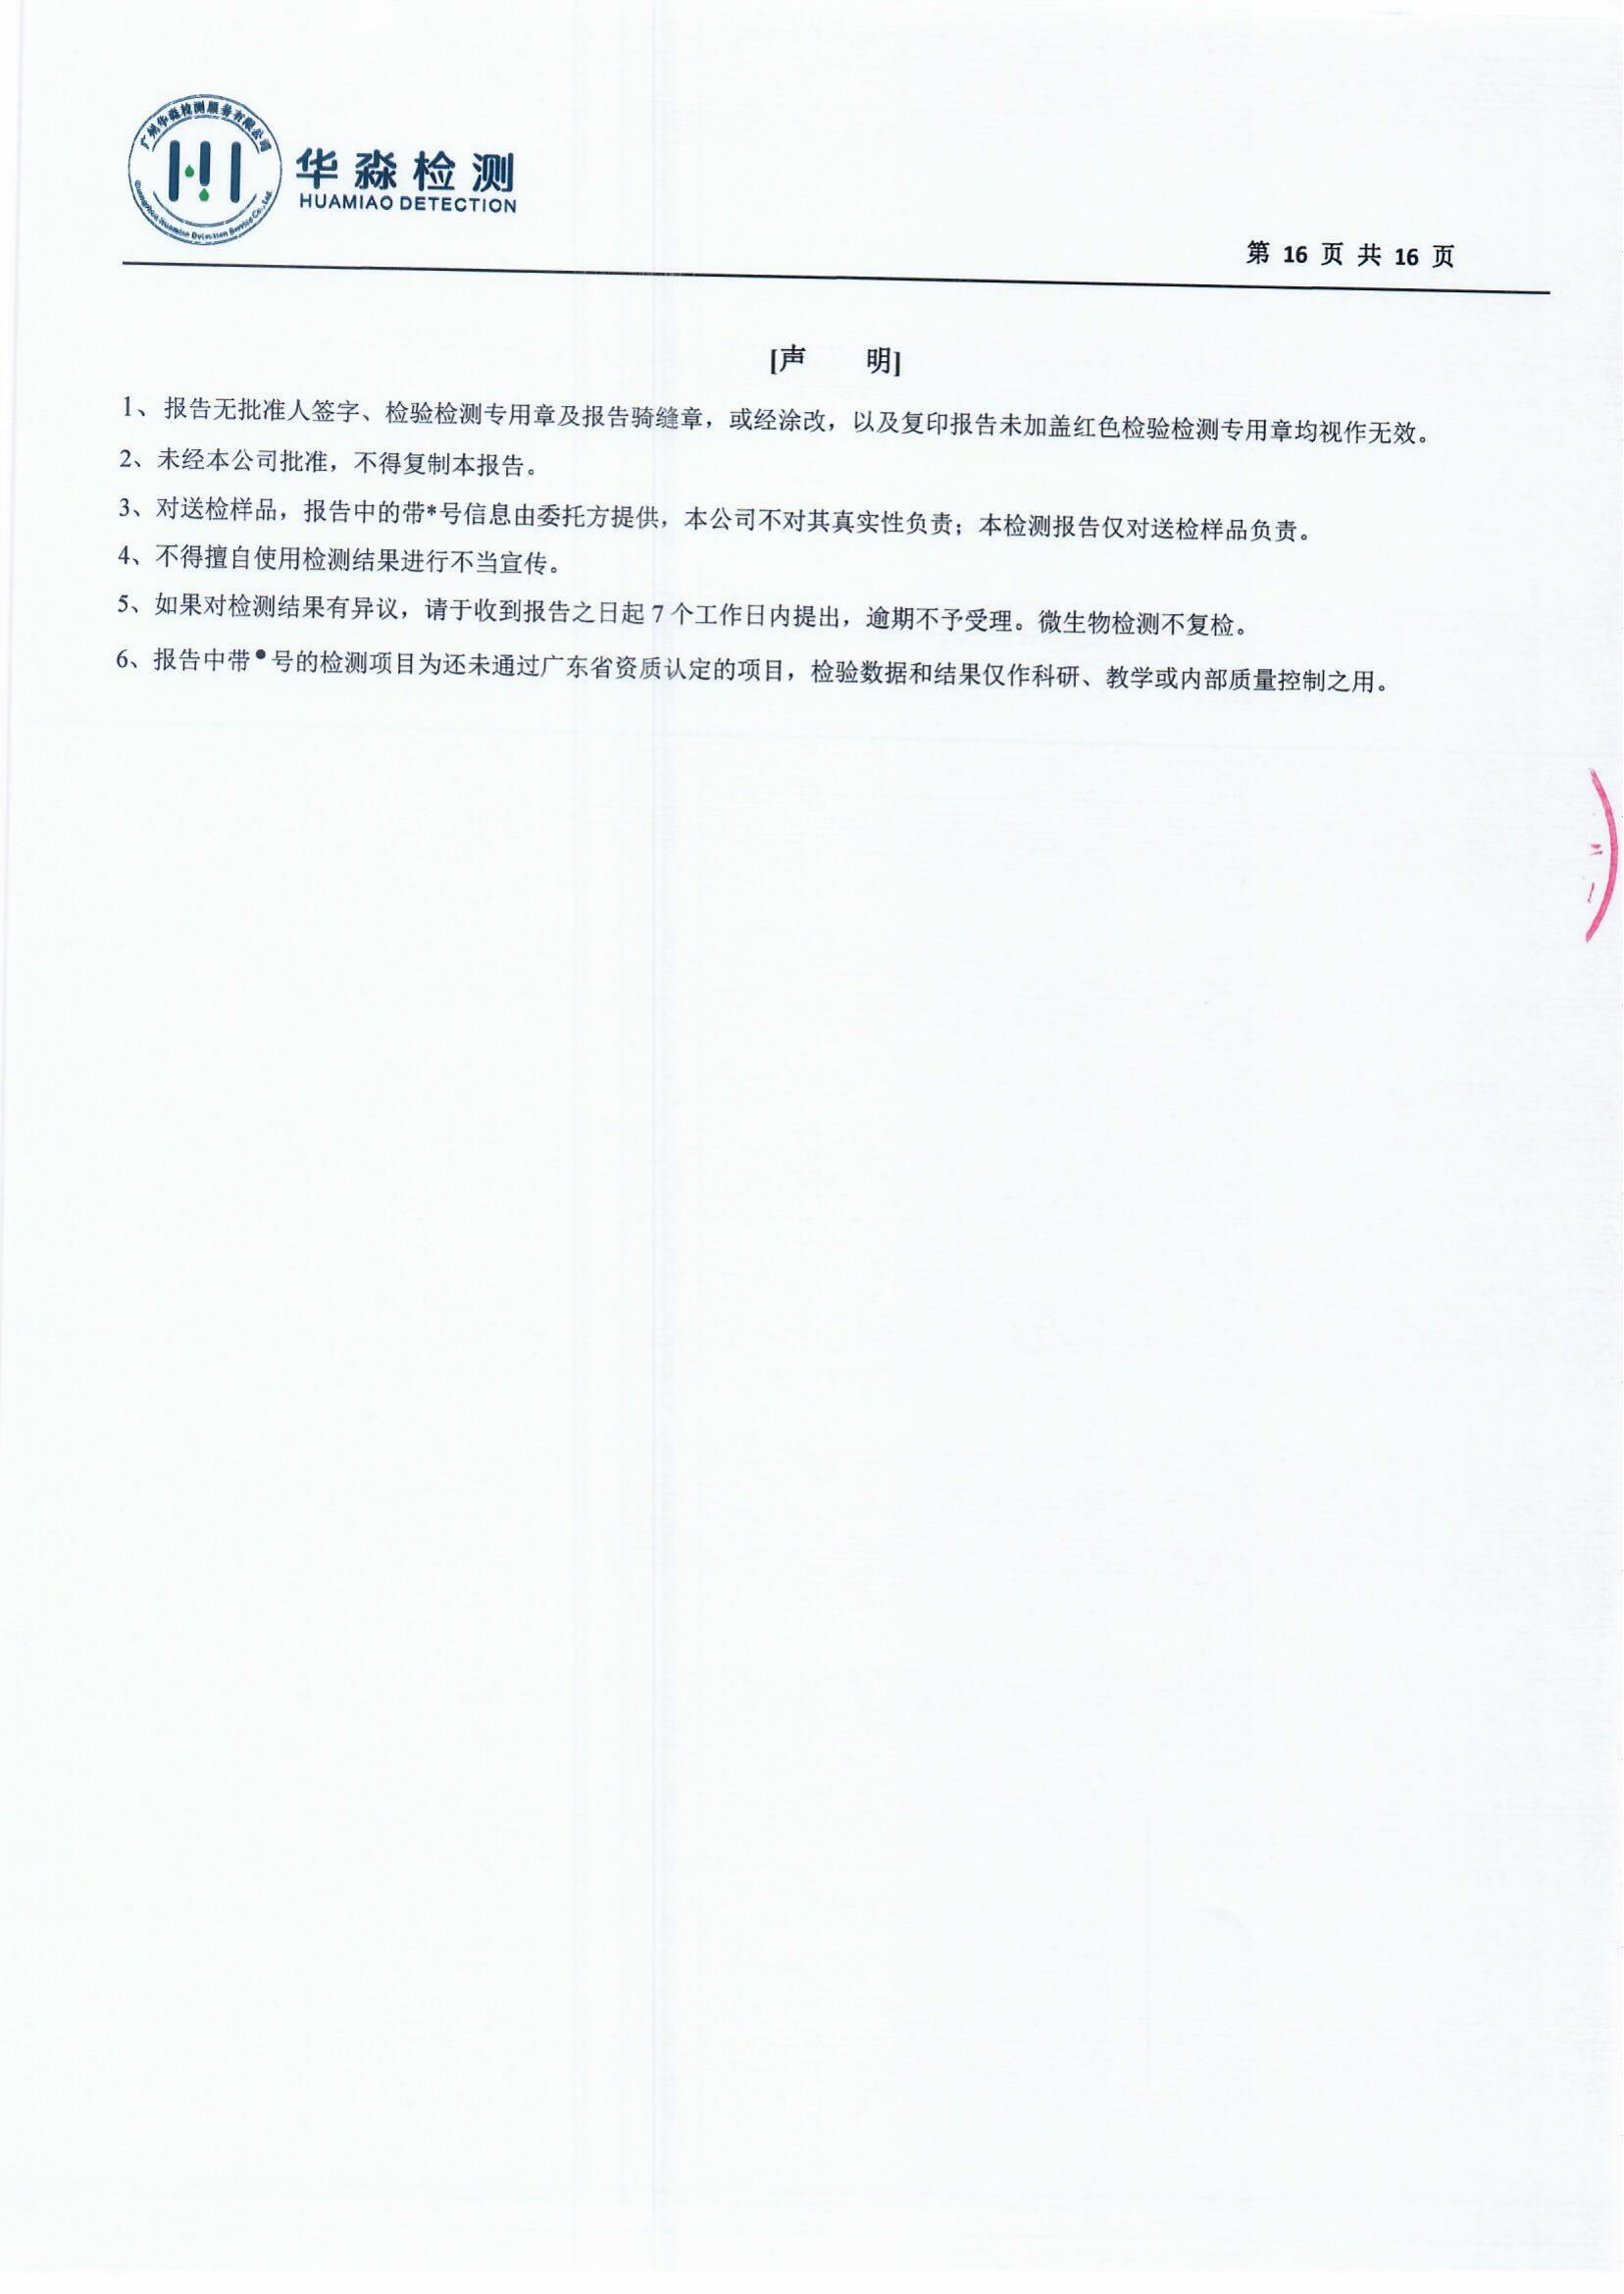 广州华淼检测服务有限公司
Guangzhou Huamiao Detection Service Co., Ltd.
华淼检测
HUAMIAO DETECTION
第 16 页 共 16 页
[声 明]
1、报告无批准人签字、检验检测专用章及报告骑缝章，或经涂改，以及复印报告未加盖红色检验检测专用章均视作无效。
2、未经本公司批准，不得复制本报告。
3、对送检样品，报告中的带*号信息由委托方提供，本公司不对其真实性负责；本检测报告仅对送检样品负责。
4、不得擅自使用检测结果进行不当宣传。
5、如果对检测结果有异议，请于收到报告之日起 7 个工作日内提出，逾期不予受理。微生物检测不复检。
6、报告中带●号的检测项目为还未通过广东省资质认定的项目，检验数据和结果仅作科研、教学或内部质量控制之用。